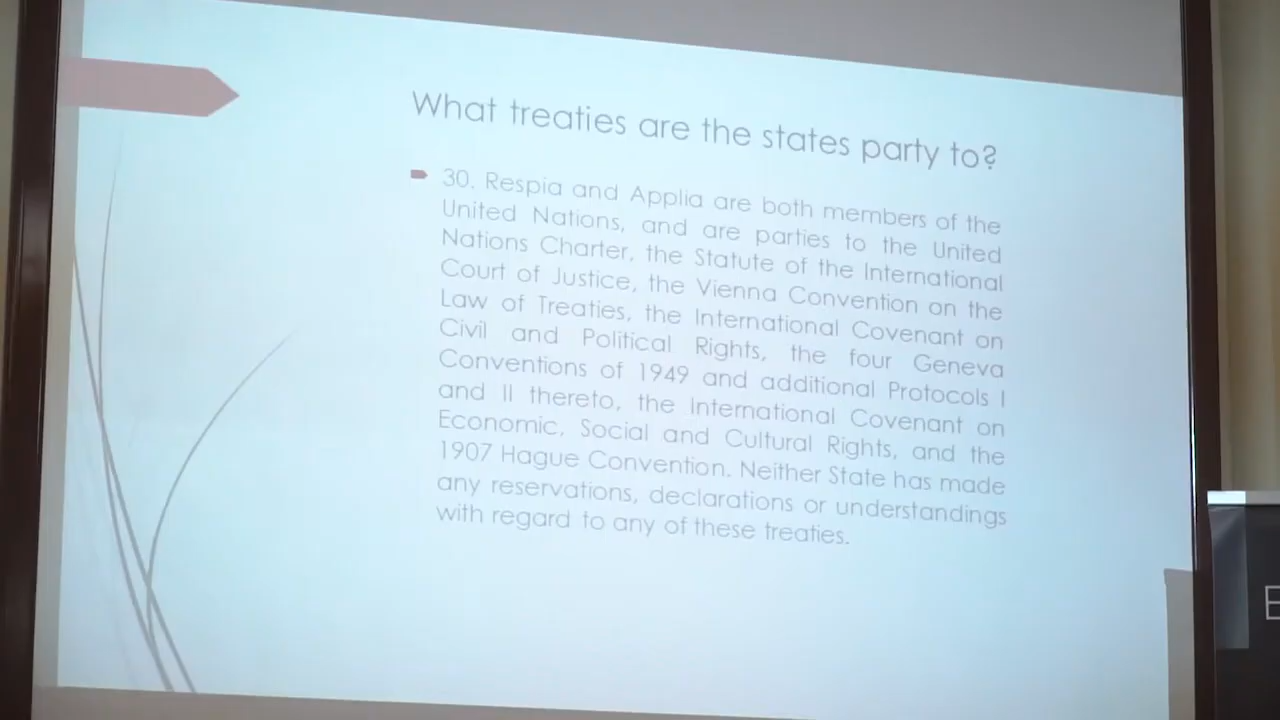 What treaties are the states party to?
30. Respia and Applia are both members of the
United Nations, and are parties to the United
Nations Charter, the Statute of the International
Court of Justice, the Vienna Convention on the
Law of Treaties, the International Covenant on
Civil and Political Rights, the four Geneva
Conventions of 1949 and additional Protocols I
and II thereto, the International Covenant on
Economic, Social and Cultural Rights, and the
1907 Hague Convention. Neither State has made
any reservations, declarations or understandings
with regard to any of these treaties.